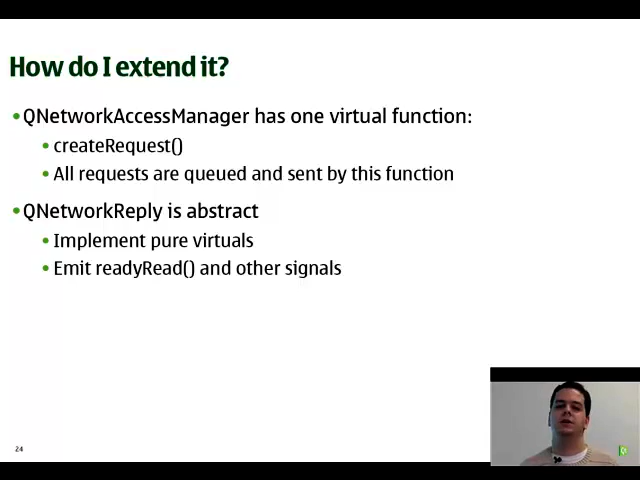 How do I extend it?
•QNetworkAccessManager has one virtual function:
• createRequest()
• All requests are queued and sent by this function
•QNetworkReply is abstract
• Implement pure virtuals
• Emit readyRead() and other signals
24